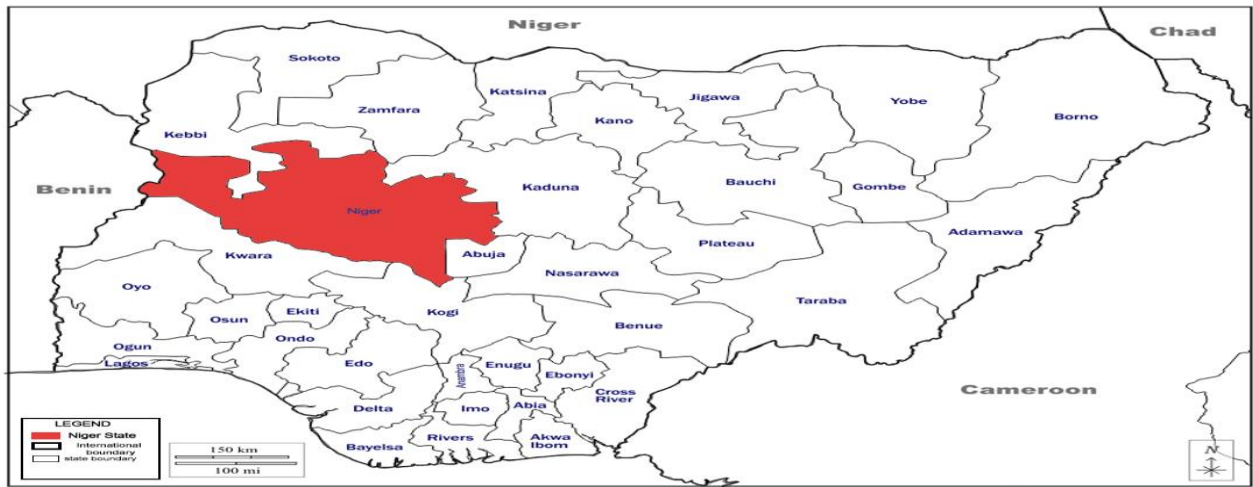 Niger
Chad
Sokoto
Katsina
Jigawa
Yobe
Zamfara
Kano
Borno
Kebbi
Benin
Kaduna
Bauchi
Gombe
Niger
Adamawa
Plateau
Kwara
Abuja
Nasarawa
Oyo
Taraba
Kogi
Ekiti
Osun
Benue
Ondo
Ogun
Lagos
Edo
Enugu
Anambra
Ebonyi
Cross
River
Cameroon
Delta
Imo
Abia
Bayelsa
Rivers
Akwa
Ibom
LEGEND
Niger State
International
boundary
state boundary
150 km
100 mi
N